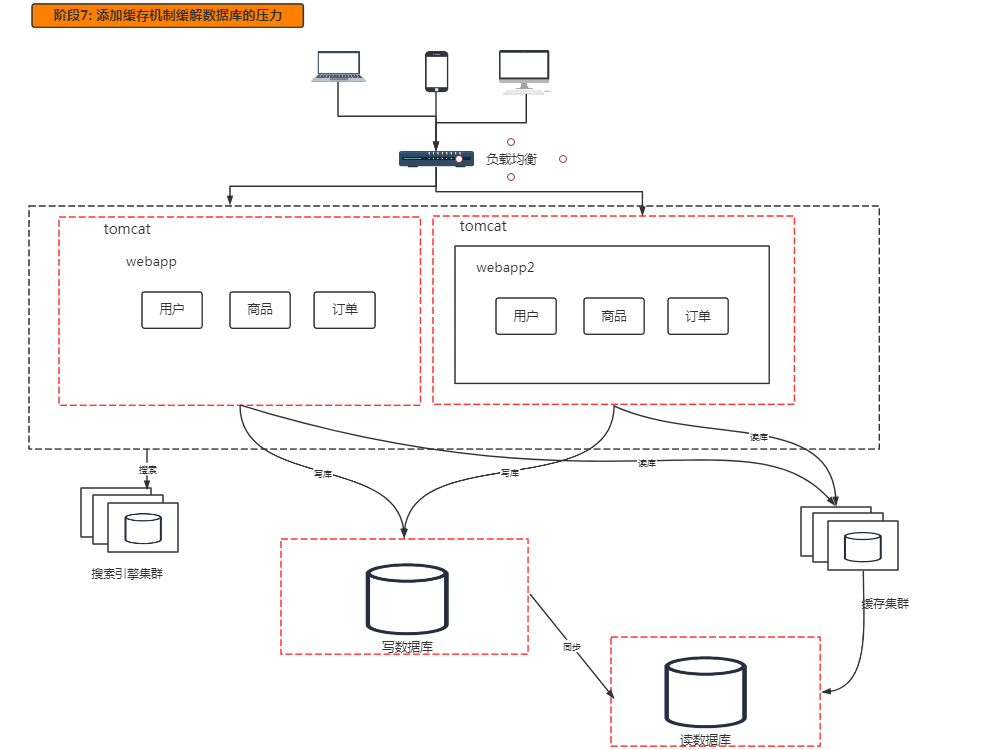 阶段7: 添加缓存机制缓解数据库的压力
负载均衡
tomcat
webapp
用户
商品
订单
tomcat
webapp2
用户
商品
订单
读库
搜索
写库
写库
读库
搜索引擎集群
缓存集群
写数据库
同步
读数据库